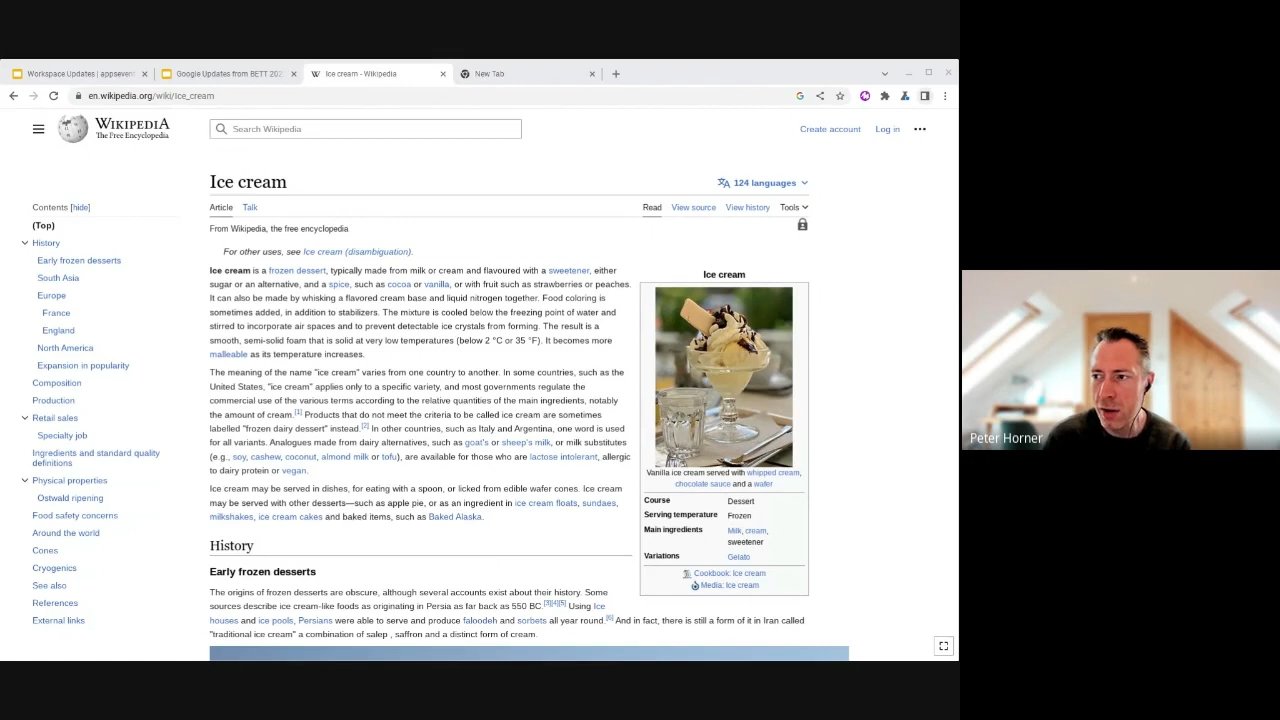 Workspace Updates | appseven
Google Updates from BETT 202
Ice cream - Wikipedia
New Tab
en.wikipedia.org/wiki/Ice_cream
WIKIPEDIA
The Free Encyclopedia
Search Wikipedia
Create account
Log in
Ice cream
124 languages
Article
Talk
Read
View source
View history
Tools
From Wikipedia, the free encyclopedia
For other uses, see Ice cream (disambiguation).
Contents [hide]
(Top)
History
Early frozen desserts
South Asia
Europe
France
England
North America
Expansion in popularity
Composition
Production
Retail sales
Specialty job
Ingredients and standard quality
definitions
Physical properties
Ostwald ripening
Food safety concerns
Around the world
Cones
Cryogenics
See also
References
External links
Ice cream is a frozen dessert, typically made from milk or cream and flavoured with a sweetener, either
sugar or an alternative, and a spice, such as cocoa or vanilla, or with fruit such as strawberries or peaches.
It can also be made by whisking a flavored cream base and liquid nitrogen together. Food coloring is
sometimes added, in addition to stabilizers. The mixture is cooled below the freezing point of water and
stirred to incorporate air spaces and to prevent detectable ice crystals from forming. The result is a
smooth, semi-solid foam that is solid at very low temperatures (below 2 °C or 35 °F). It becomes more
malleable as its temperature increases.
The meaning of the name "ice cream" varies from one country to another. In some countries, such as the
United States, "ice cream" applies only to a specific variety, and most governments regulate the
commercial use of the various terms according to the relative quantities of the main ingredients, notably
the amount of cream.[1] Products that do not meet the criteria to be called ice cream are sometimes
labelled "frozen dairy dessert" instead.[2] In other countries, such as Italy and Argentina, one word is used
for all variants. Analogues made from dairy alternatives, such as goat's or sheep's milk, or milk substitutes
(e.g., soy, cashew, coconut, almond milk or tofu), are available for those who are lactose intolerant, allergic
to dairy protein or vegan.
Ice cream may be served in dishes, for eating with a spoon, or licked from edible wafer cones. Ice cream
may be served with other desserts—such as apple pie, or as an ingredient in ice cream floats, sundaes,
milkshakes, ice cream cakes and baked items, such as Baked Alaska.
History
Early frozen desserts
The origins of frozen desserts are obscure, although several accounts exist about their history. Some
sources describe ice cream-like foods as originating in Persia as far back as 550 BC.[3][4][5] Using Ice
houses and ice pools, Persians were able to serve and produce faloodeh and sorbets all year round.[6] And in fact, there is still a form of it in Iran called
"traditional ice cream" a combination of salep , saffron and a distinct form of cream.
Ice cream
Vanilla ice cream served with whipped cream,
chocolate sauce and a wafer
Course Dessert
Serving temperature Frozen
Main ingredients Milk, cream,
sweetener
Variations Gelato
Cookbook: Ice cream
Media: Ice cream
Peter Horner